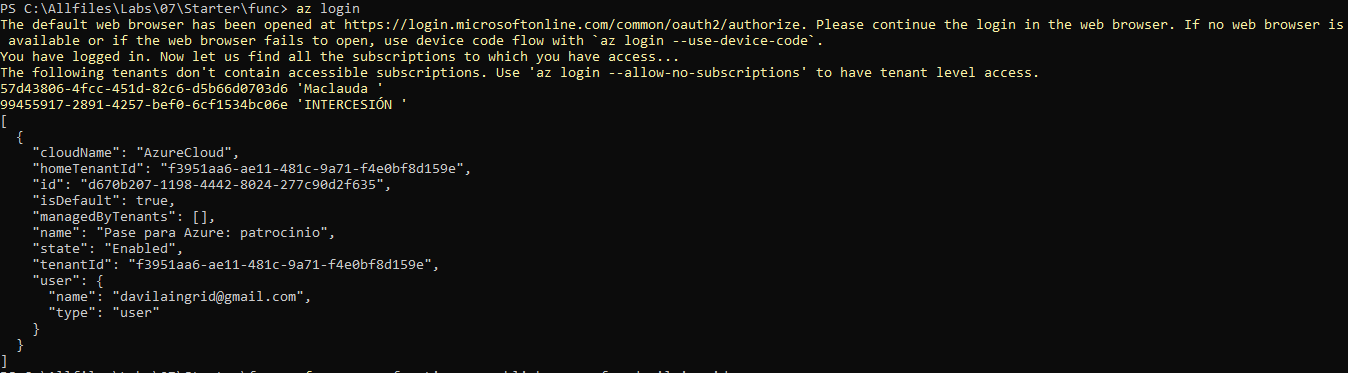 PS C:\Allfiles\Labs\07\Starter\func> az login
The default web browser has been opened at https://login.microsoftonline.com/common/oauth2/authorize. Please continue the login in the web browser. If no web browser is
available or if the web browser fails to open, use device code flow with `az login --use-device-code`.
You have logged in. Now let us find all the subscriptions to which you have access...
The following tenants don't contain accessible subscriptions. Use 'az login --allow-no-subscriptions' to have tenant level access.
57d43806-4fcc-451d-82c6-d5b66d0703d6 'Maclauda '
99455917-2891-4257-bef0-6cf1534bc06e 'INTERCESIÓN '
[
  {
    "cloudName": "AzureCloud",
    "homeTenantId": "f3951aa6-ae11-481c-9a71-f4e0bf8d159e",
    "id": "d670b207-1198-4442-8024-277c90d2f635",
    "isDefault": true,
    "managedByTenants": [],
    "name": "Pase para Azure: patrocinio",
    "state": "Enabled",
    "tenantId": "f3951aa6-ae11-481c-9a71-f4e0bf8d159e",
    "user": {
      "name": "davilaingrid@gmail.com",
      "type": "user"
    }
  }
]